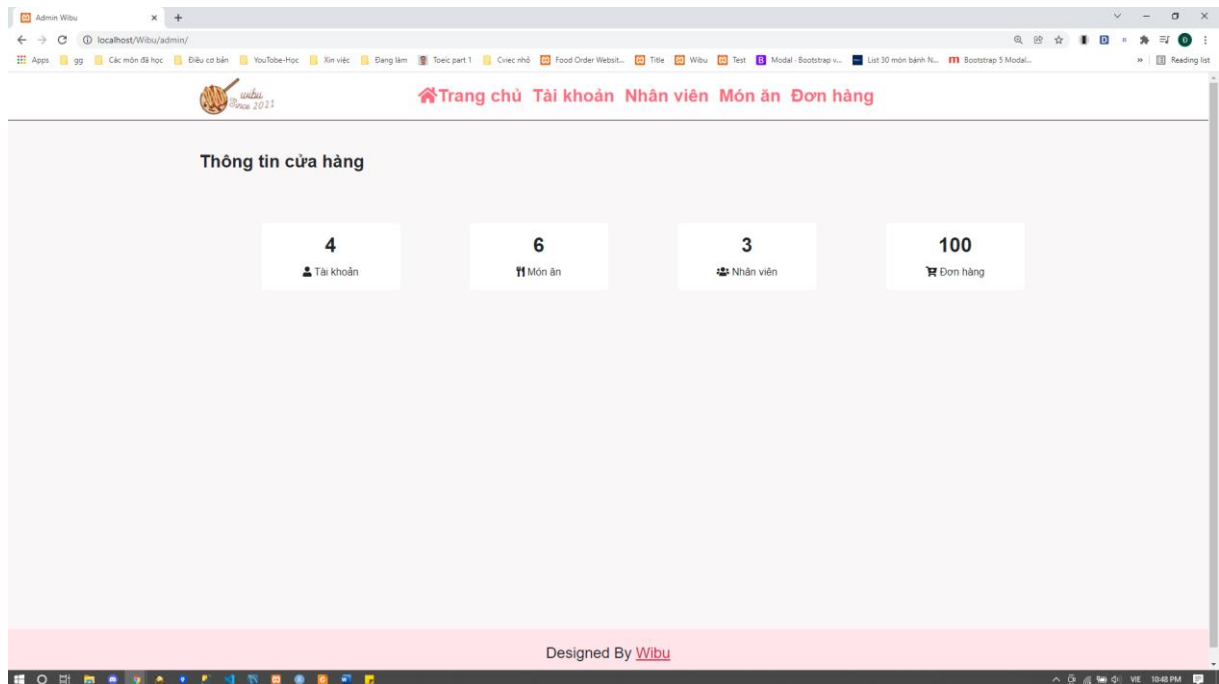 Admin Wibu
localhost/Wibu/admin/
Apps gg Các môn đã học Điều cơ bản YouTobe-Học Xin việc Đang làm Toeic part 1 Cviec nhỏ Food Order Websit... Title Wibu Test Modal · Bootstrap v... List 30 món bánh N... Bootstrap 5 Modal... » Reading list
wibu
Since 2021
Trang chủ Tài khoản Nhân viên Món ăn Đơn hàng
Thông tin cửa hàng
4 6 3 100
Tài khoản Món ăn Nhân viên Đơn hàng
Designed By Wibu
VIE 10:48 PM